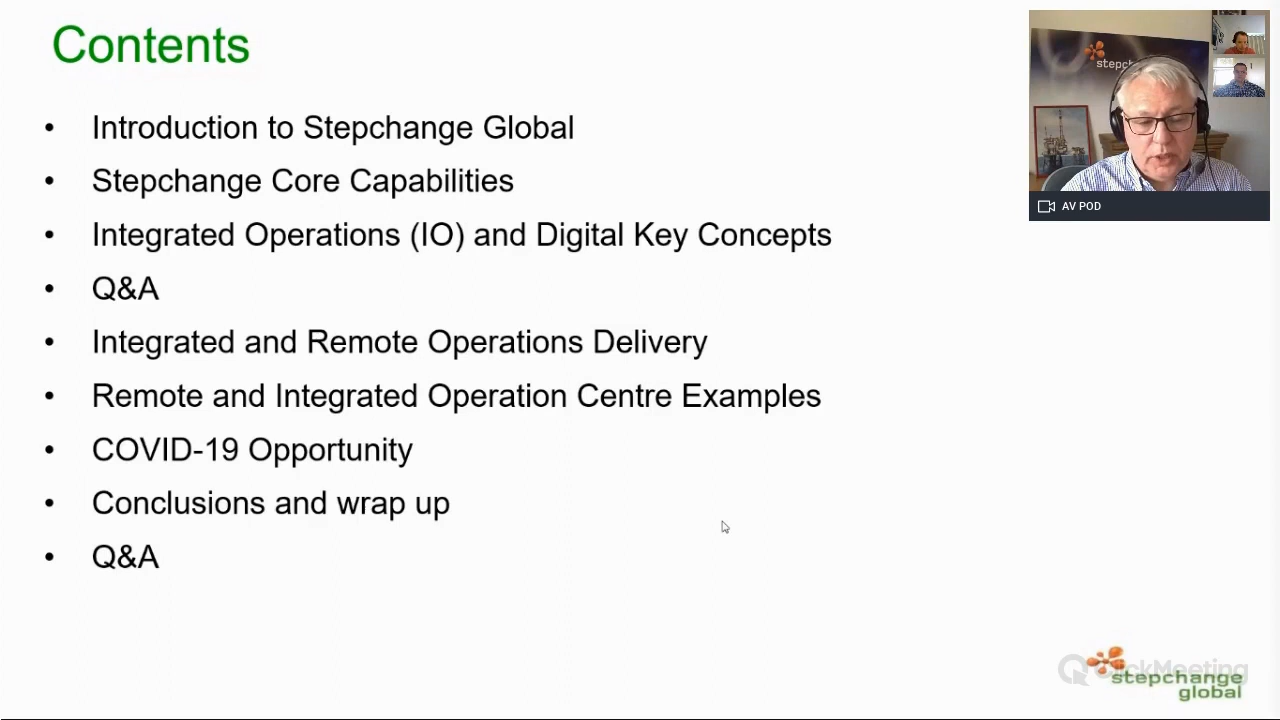 Contents
• Introduction to Stepchange Global
• Stepchange Core Capabilities
• Integrated Operations (IO) and Digital Key Concepts
• Q&A
• Integrated and Remote Operations Delivery
• Remote and Integrated Operation Centre Examples
• COVID-19 Opportunity
• Conclusions and wrap up
• Q&A
AV POD
ClickMeeting
stepchange
global